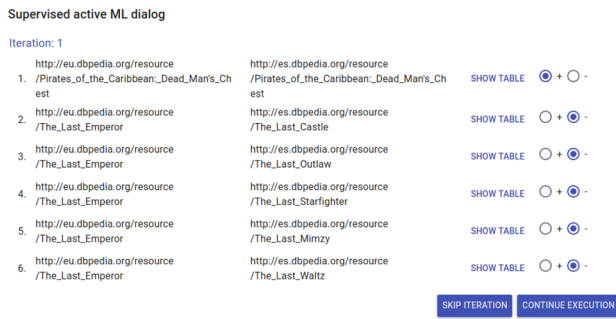 Supervised active ML dialog
Iteration: 1
http://eu.dbpedia.org/resource http://es.dbpedia.org/resource
1. /Pirates_of_the_Caribbean:_Dead_Man's_Ch /Pirates_of_the_Caribbean:_Dead_Man's_Ch SHOW TABLE + -
est est
http://eu.dbpedia.org/resource http://es.dbpedia.org/resource
2. /The_Last_Emperor /The_Last_Castle SHOW TABLE + -
http://eu.dbpedia.org/resource http://es.dbpedia.org/resource
3. /The_Last_Emperor /The_Last_Outlaw SHOW TABLE + -
http://eu.dbpedia.org/resource http://es.dbpedia.org/resource
4. /The_Last_Emperor /The_Last_Starfighter SHOW TABLE + -
http://eu.dbpedia.org/resource http://es.dbpedia.org/resource
5. /The_Last_Emperor /The_Last_Mimzy SHOW TABLE + -
http://eu.dbpedia.org/resource http://es.dbpedia.org/resource
6. /The_Last_Emperor /The_Last_Waltz SHOW TABLE + -
SKIP ITERATION CONTINUE EXECUTION